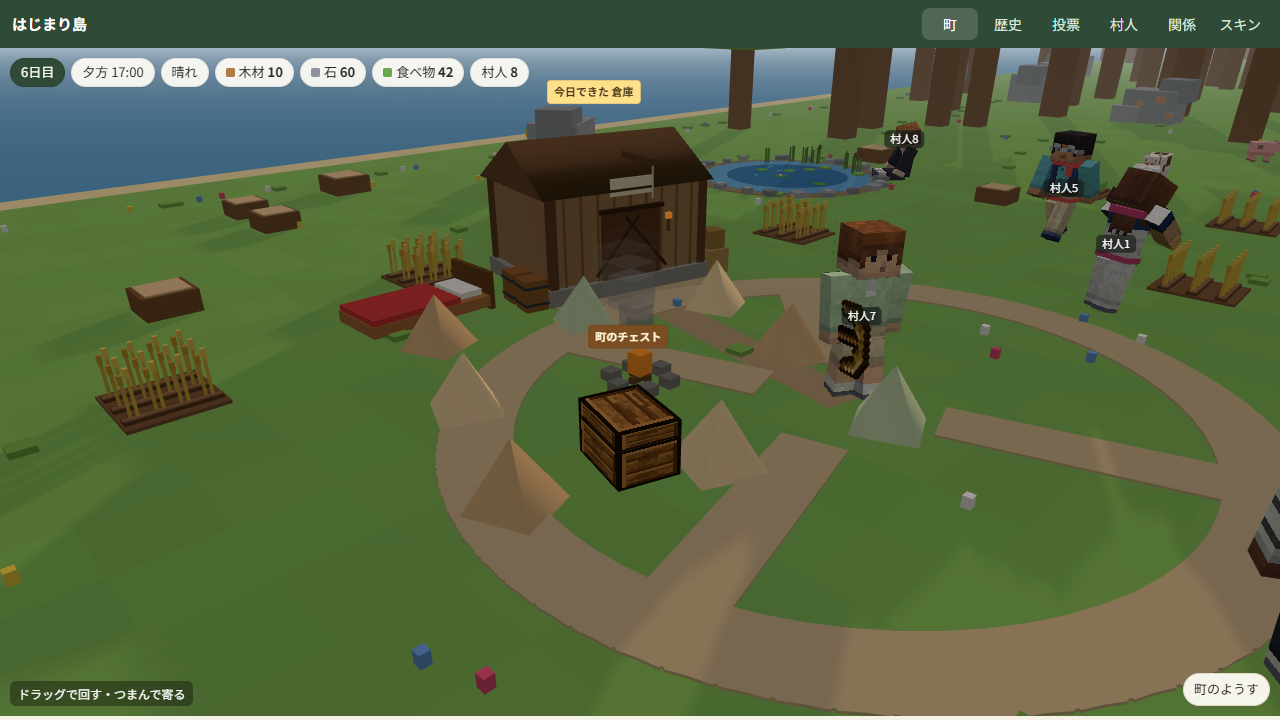 はじまり島
町 歴史 投票 村人 関係 スキン
6日目 夕方 17:00 晴れ 木材 10 石 60 食べ物 42 村人 8
今日できた 倉庫
村人8
村人5
村人1
村人7
町のチェスト
ドラッグで回す・つまんで寄る
町のようす